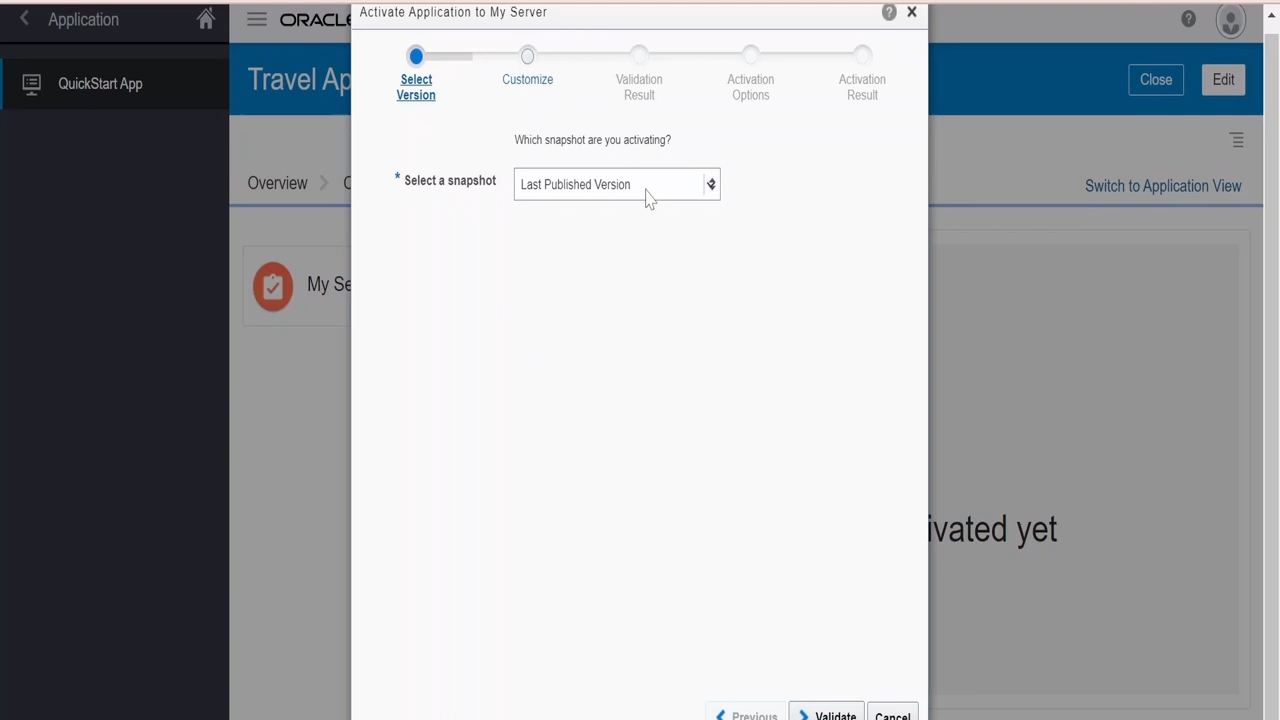 Activate Application to My Server
Application
ORACLE
QuickStart App
Travel Ap
Close
Edit
Select
Version
Customize
Validation
Result
Activation
Options
Activation
Result
Which snapshot are you activating?
* Select a snapshot
Last Published Version
Overview
Switch to Application View
My Se
ivated yet
Previous
Validate
Cancel